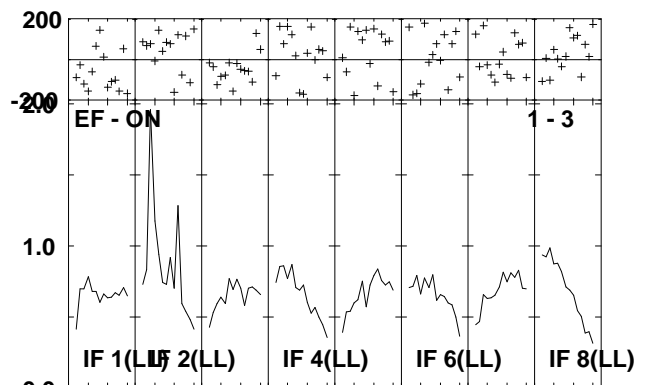 200
-200
2.0
EF - ON
1 - 3
1.0
IF 1(LL)
IF 2(LL)
IF 4(LL)
IF 6(LL)
IF 8(LL)
0.0